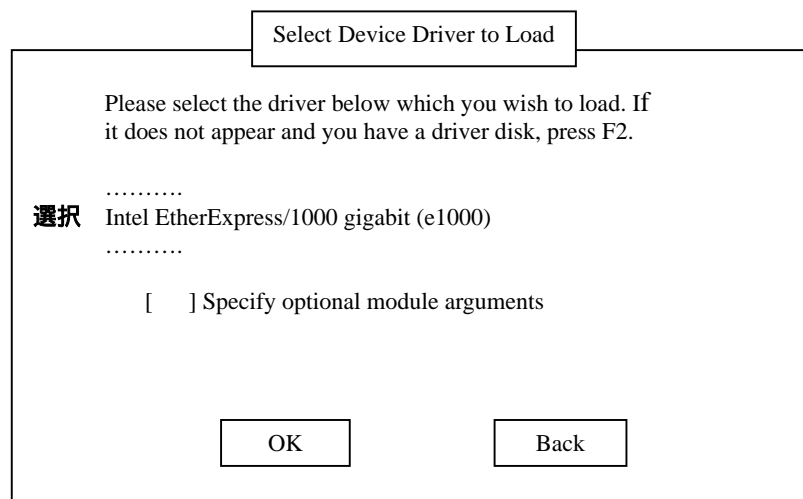 Select Device Driver to Load
Please select the driver below which you wish to load. If
it does not appear and you have a driver disk, press F2.
……….
選択 Intel EtherExpress/1000 gigabit (e1000)
……….
[ ] Specify optional module arguments
OK Back